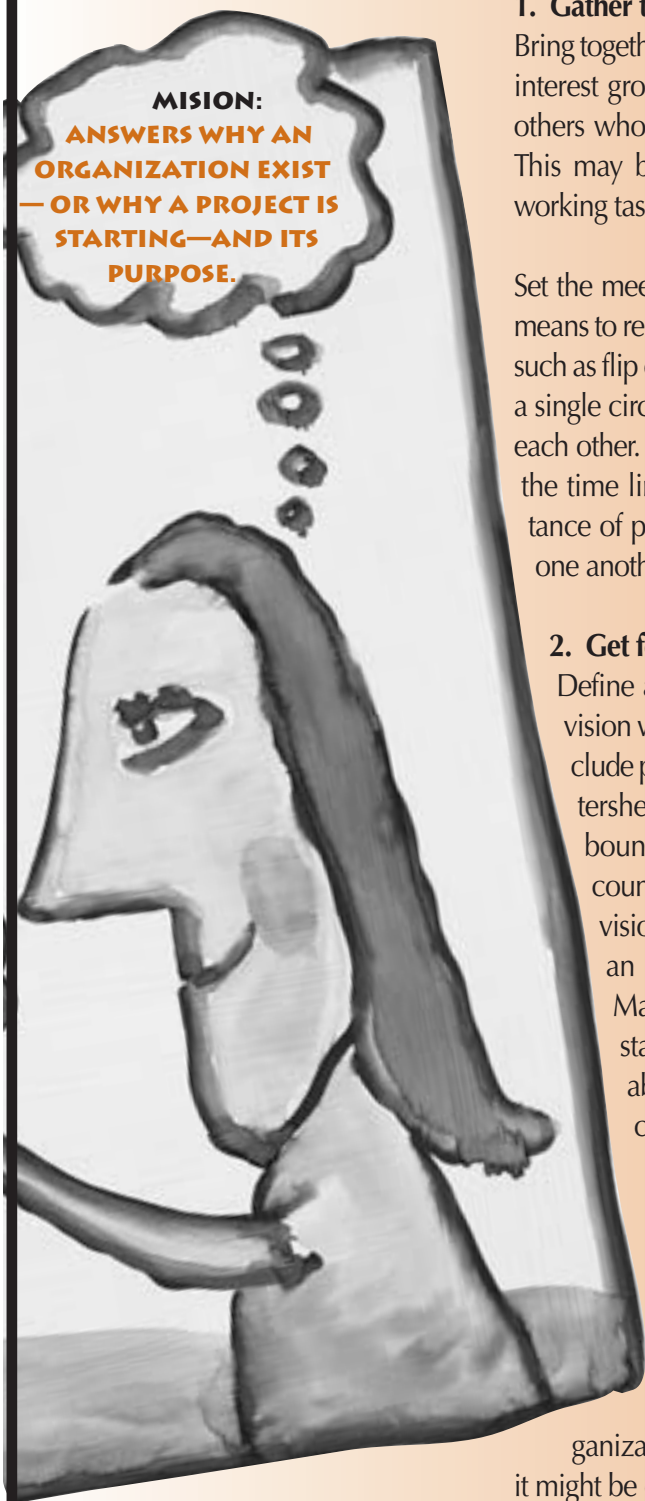 MISION:
ANSWERS WHY AN
ORGANIZATION EXIST
— OR WHY A PROJECT IS
STARTING—AND ITS
PURPOSE.
1. Gather t
Bring togeth
interest gro
others who
This may b
working tas
Set the mee
means to re
such as flip
a single circ
each other.
the time lin
tance of p
one anoth
2. Get f
Define a
vision w
clude p
tershe
boun
coun
visio
an
Ma
sta
ab
ganiza
it might be